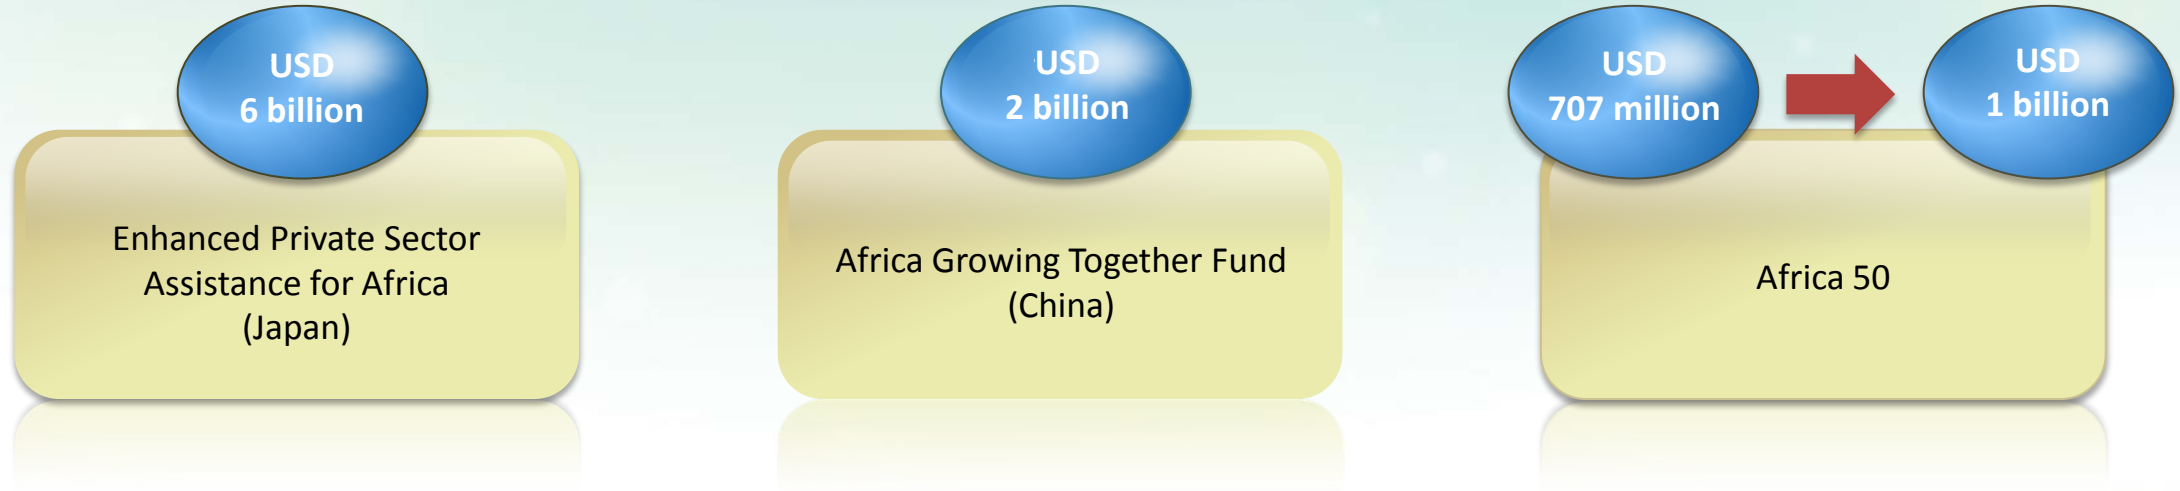 USD
6 billion
Enhanced Private Sector
Assistance for Africa
(Japan)
USD
2 billion
Africa Growing Together Fund
(China)
USD
707 million
USD
1 billion
Africa 50